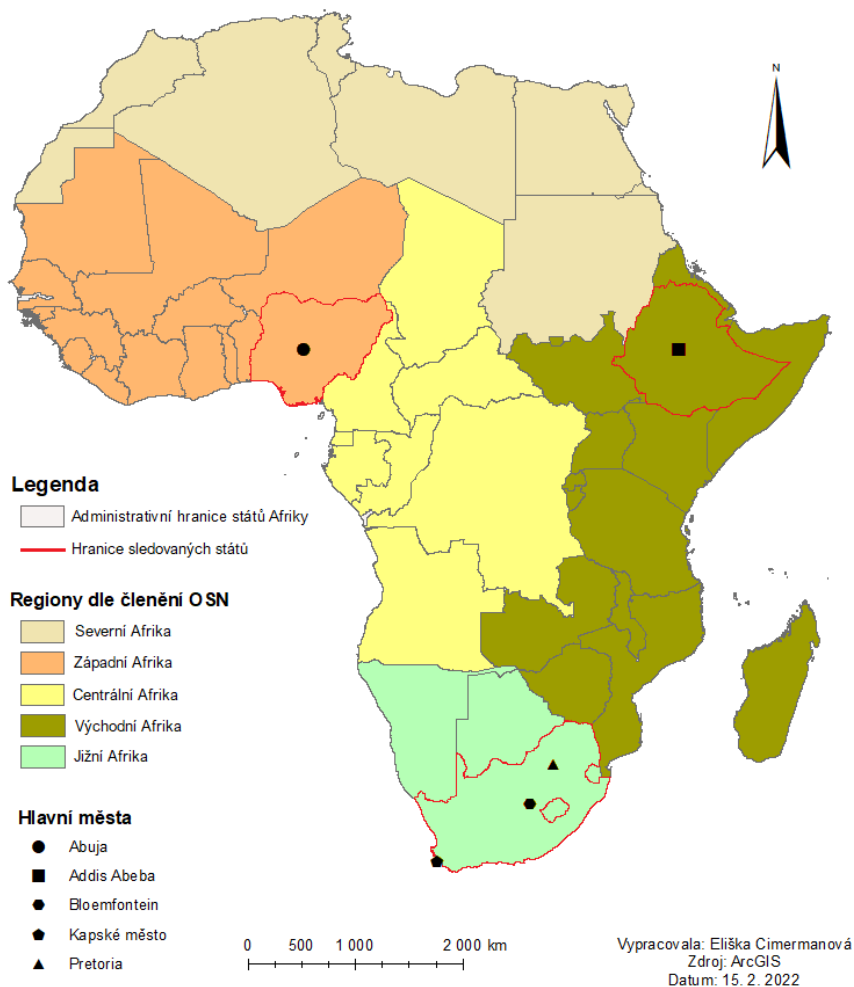 N
Legenda
Administrativní hranice států Afriky
Hranice sledovaných států
Regiony dle členění OSN
Severní Afrika
Západní Afrika
Centrální Afrika
Východní Afrika
Jižní Afrika
Hlavní města
Abuja
Addis Abeba
Bloemfontein
Kapské město
Pretoria
0 500 1 000 2 000 km
Vypracovala: Eliška Cimermanová
Zdroj: ArcGIS
Datum: 15. 2. 2022